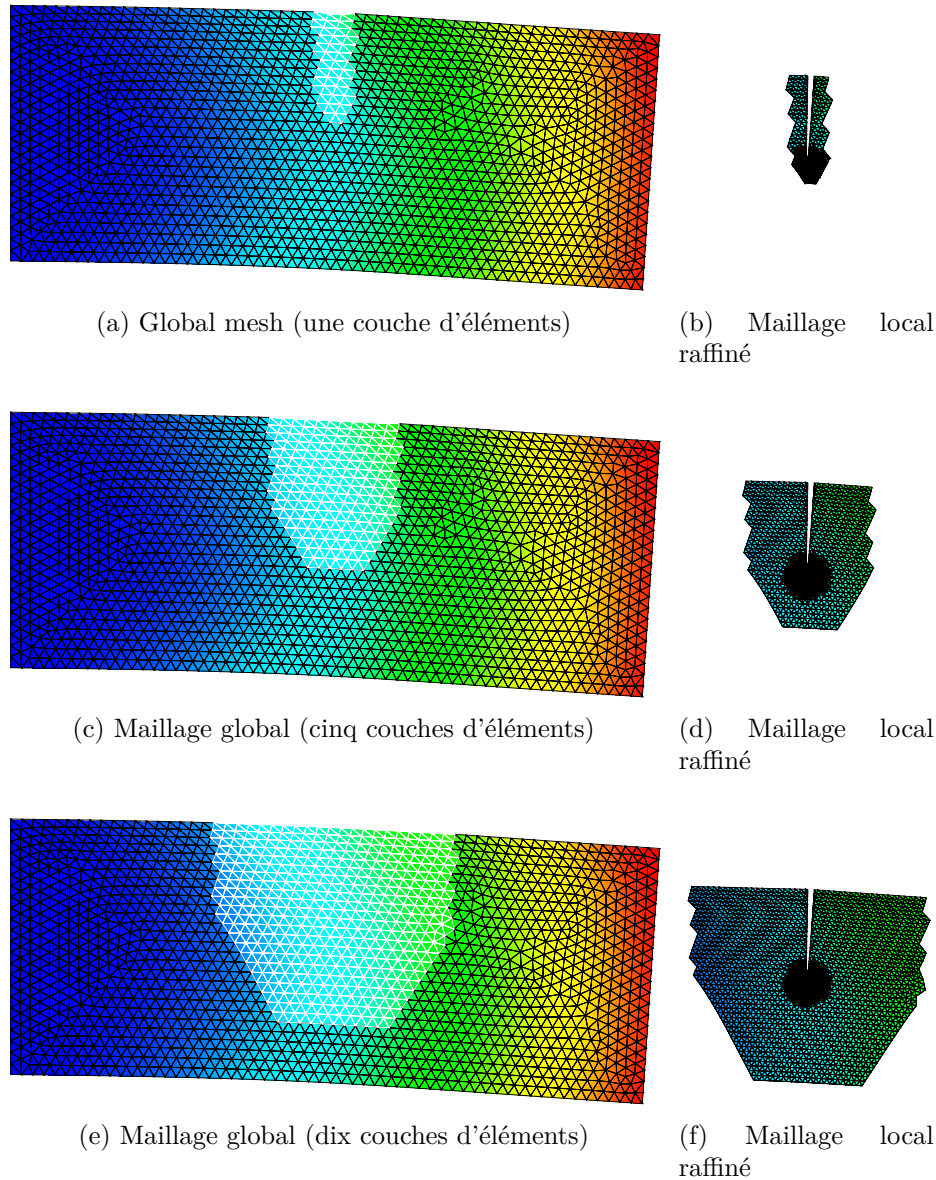 (a) Global mesh (une couche d'éléments)
(b) Maillage local
raffiné
(c) Maillage global (cinq couches d'éléments)
(d) Maillage local
raffiné
(e) Maillage global (dix couches d'éléments)
(f) Maillage local
raffiné